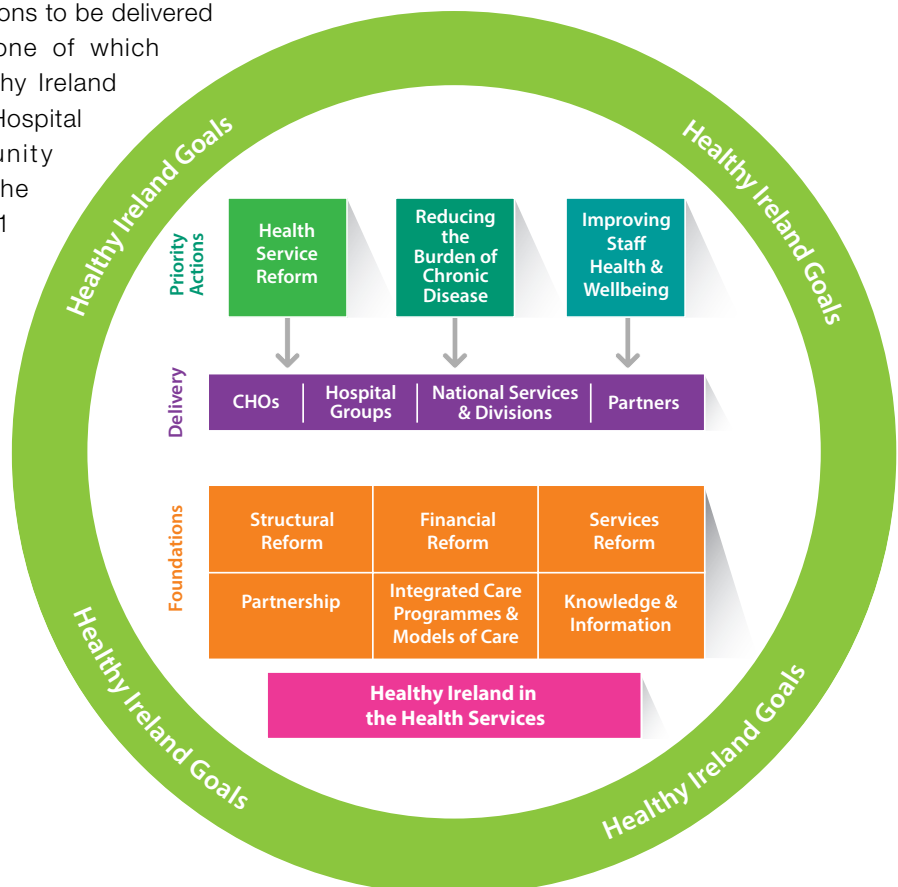 ons to be delivered
one of which
hy Ireland
Hospital
unity
he
1
Healthy Ireland Goals
Healthy Ireland Goals
Priority
Actions
Health
Service
Reform
Reducing
the
Burden of
Chronic
Disease
Improving
Staff
Health &
Wellbeing
Delivery
CHOs
Hospital
Groups
National Services
& Divisions
Partners
Foundations
Structural
Reform
Financial
Reform
Services
Reform
Partnership
Integrated Care
Programmes &
Models of Care
Knowledge &
Information
Healthy Ireland in
the Health Services
Healthy Ireland Goals
Healthy Ireland Goals